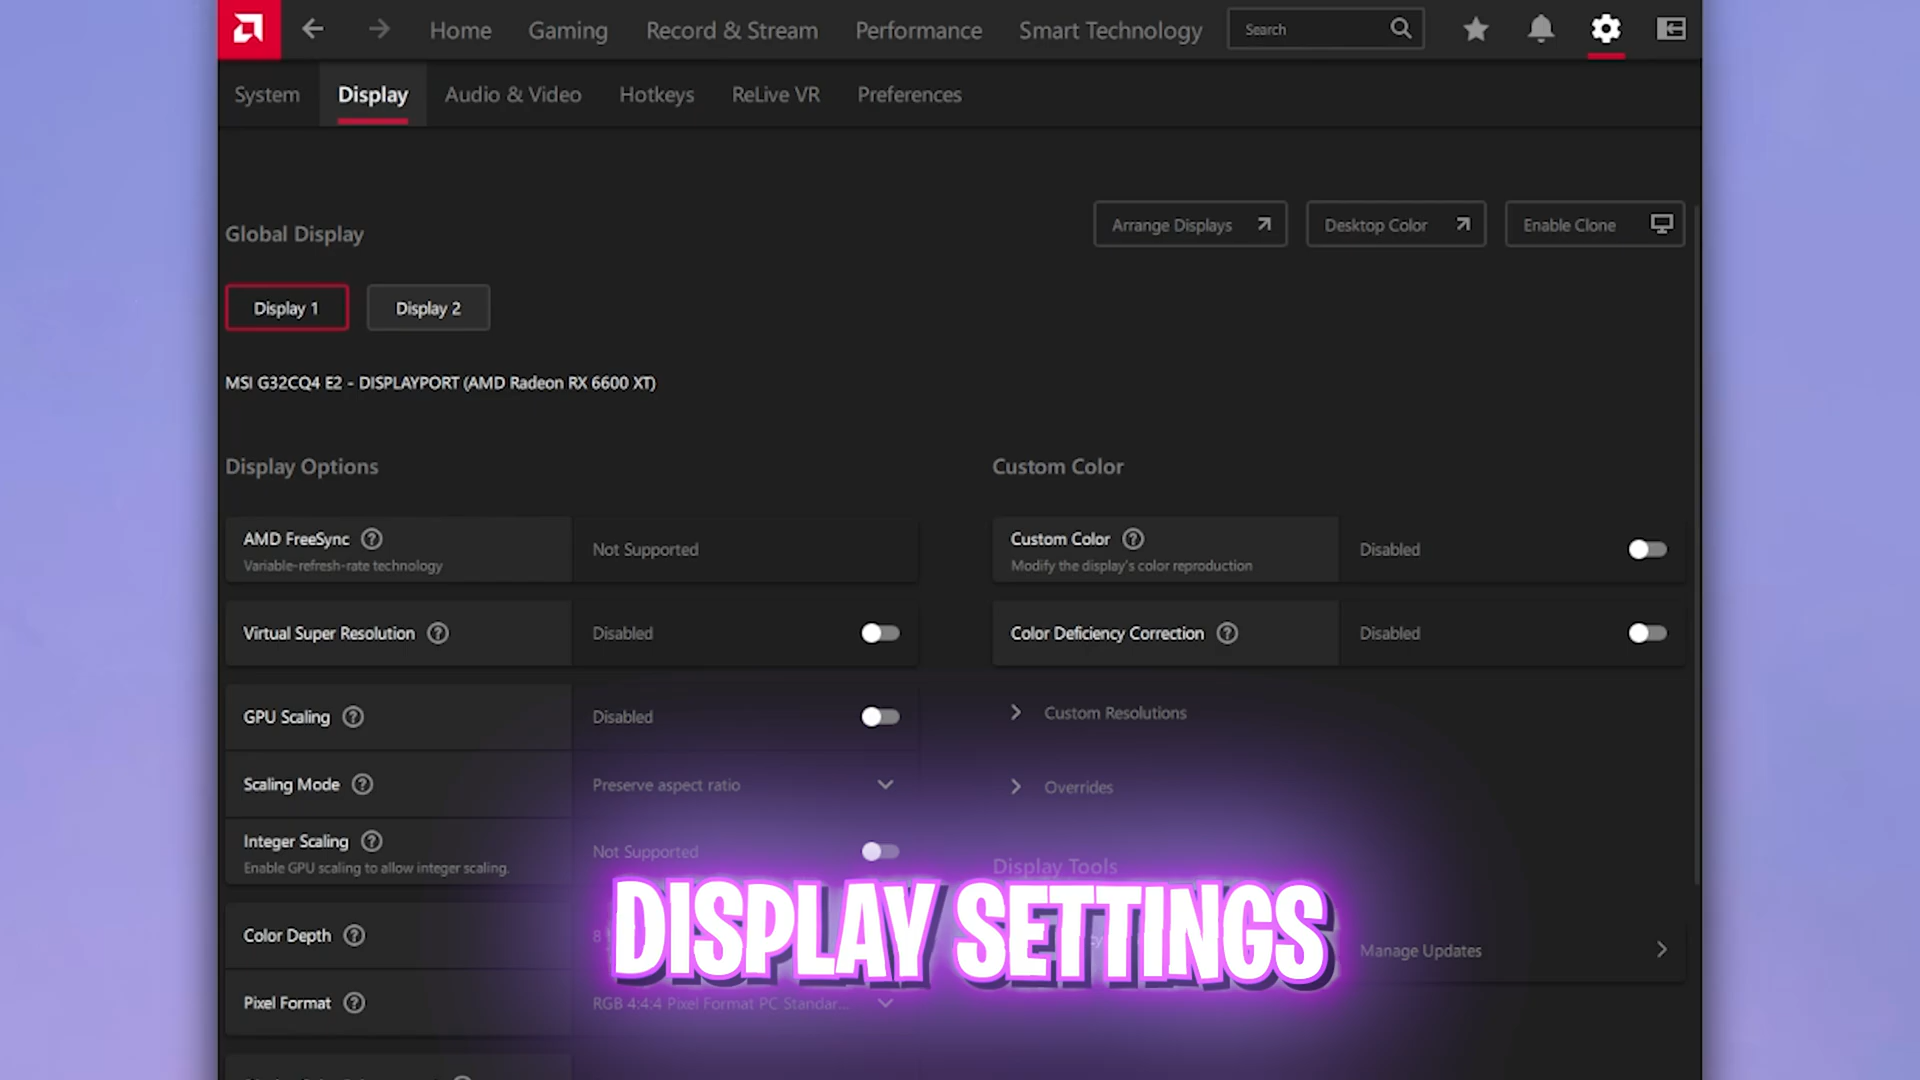 Home Gaming Record & Stream Performance Smart Technology Search
System Display Audio & Video Hotkeys ReLive VR Preferences
Global Display
Arrange Displays Desktop Color Enable Clone
Display 1 Display 2
MSI G32CQ4 E2 - DISPLAYPORT (AMD Radeon RX 6600 XT)
Display Options
Custom Color
AMD FreeSync
Variable-refresh-rate technology
Not Supported
Custom Color
Modify the display's color reproduction
Disabled
Virtual Super Resolution Disabled
Color Deficiency Correction Disabled
GPU Scaling Disabled
Custom Resolutions
Scaling Mode Preserve aspect ratio
Overrides
Integer Scaling
Enable GPU scaling to allow integer scaling.
Not Supported
Display Tools
Color Depth 8
DISPLAY SETTINGS
Manage Updates
Pixel Format RGB 4:4:4 Pixel Format PC Standar...